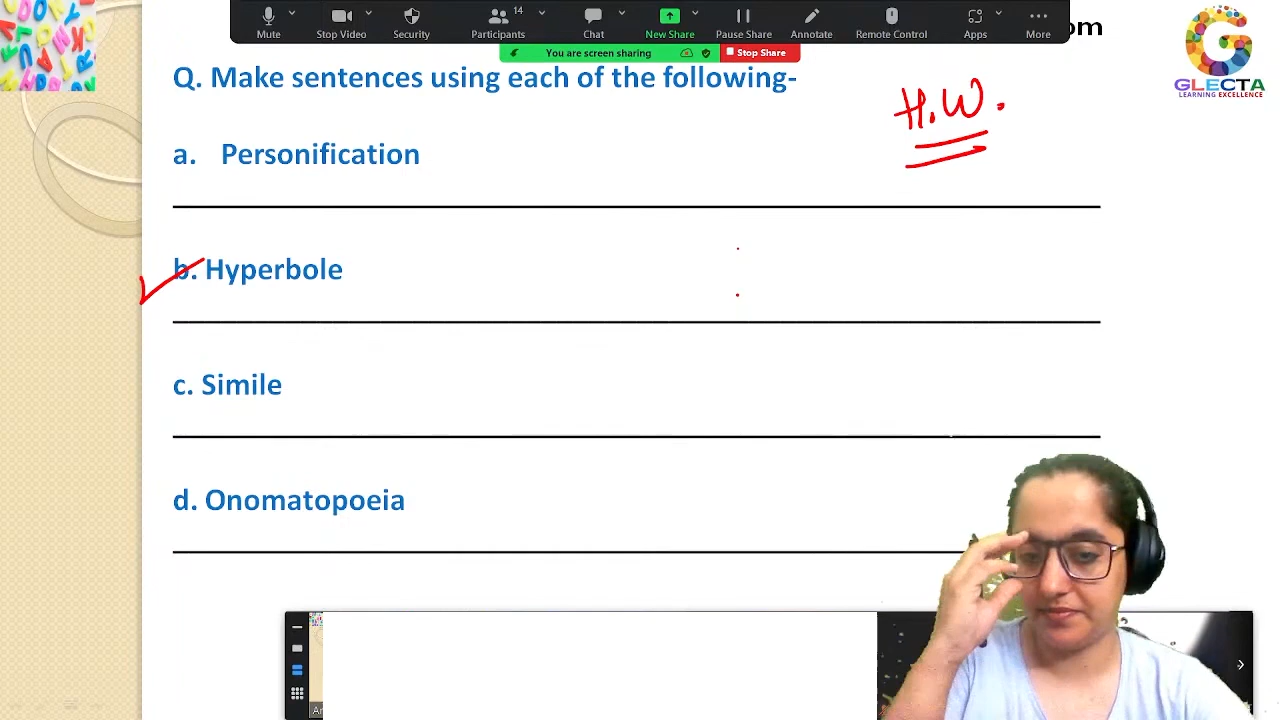 Mute
Stop Video
Security
Participants
14
Chat
New Share
Pause Share
Annotate
Remote Control
Apps
More
om
You are screen sharing
Stop Share
GLECTA
LEARNING EXCELLENCE
Q. Make sentences using each of the following-
H.W.
a. Personification
b. Hyperbole
c. Simile
d. Onomatopoeia